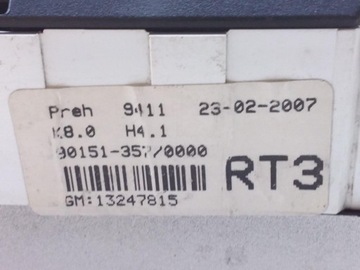 Preh 9411 23-02-2007
K8.0 H4.1
90151-357/0000
RT3
GM:13247815